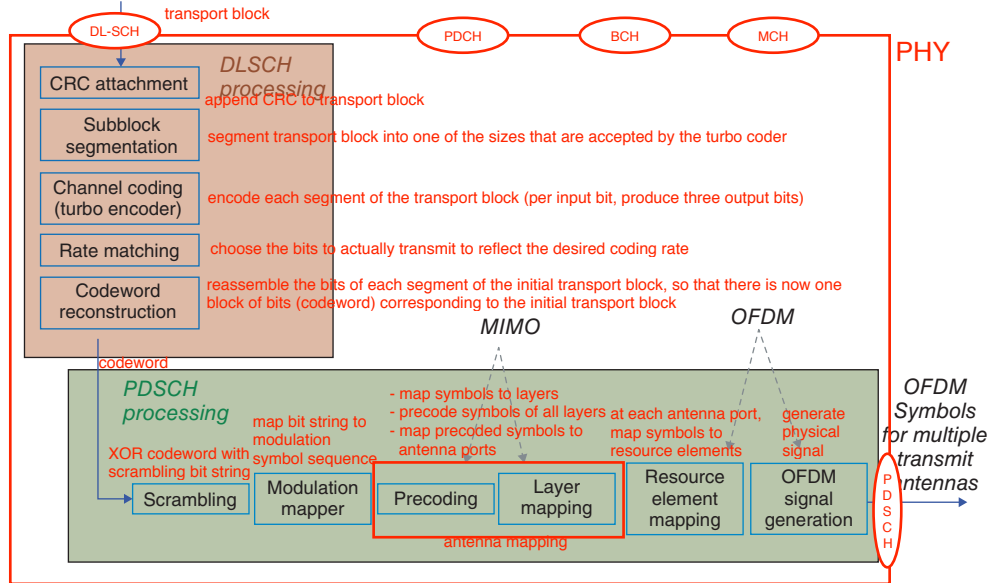 transport block
DL-SCH
PDCH
BCH
MCH
PHY
DLSCH
processing
CRC attachment
append CRC to transport block
Subblock
segmentation
segment transport block into one of the sizes that are accepted by the turbo coder
Channel coding
(turbo encoder)
encode each segment of the transport block (per input bit, produce three output bits)
Rate matching
choose the bits to actually transmit to reflect the desired coding rate
Codeword
reconstruction
reassemble the bits of each segment of the initial transport block, so that there is now one
block of bits (codeword) corresponding to the initial transport block
MIMO
OFDM
codeword
PDSCH
processing
XOR codeword with
scrambling bit string
Scrambling
map bit string to
modulation
symbol sequence
Modulation
mapper
- map symbols to layers
- precode symbols of all layers
- map precoded symbols to
antenna ports
Precoding
Layer
mapping
antenna mapping
at each antenna port,
map symbols to
resource elements
Resource
element
mapping
generate
physical
signal
OFDM
signal
generation
OFDM
Symbols
for multiple
transmit
antennas
PDSCH